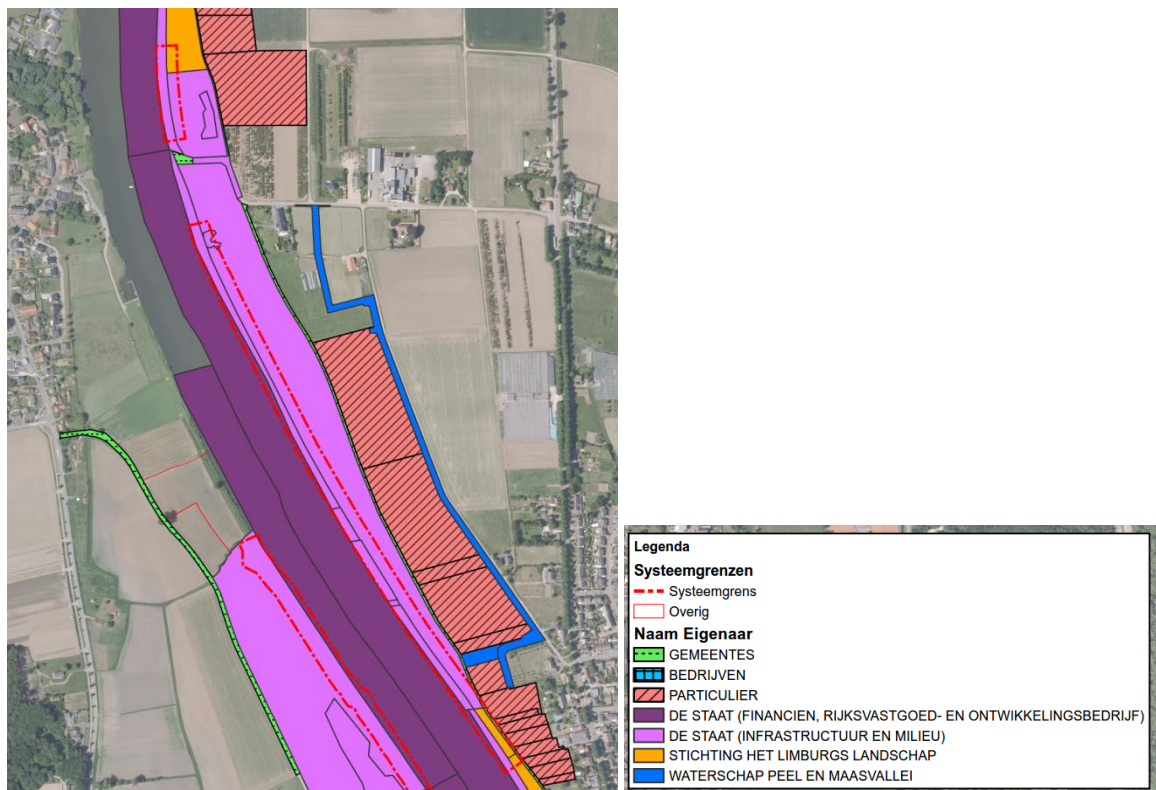 Legenda
Systeemgrenzen
Systeemgrens
Overig
Naam Eigenaar
GEMEENTES
BEDRIJVEN
PARTICULIER
DE STAAT (FINANCIEN, RIJKSVASTGOED- EN ONTWIKKELINGSBEDRIJF)
DE STAAT (INFRASTRUCTUUR EN MILIEU)
STICHTING HET LIMBURGS LANDSCHAP
WATERSCHAP PEEL EN MAASVALLEI